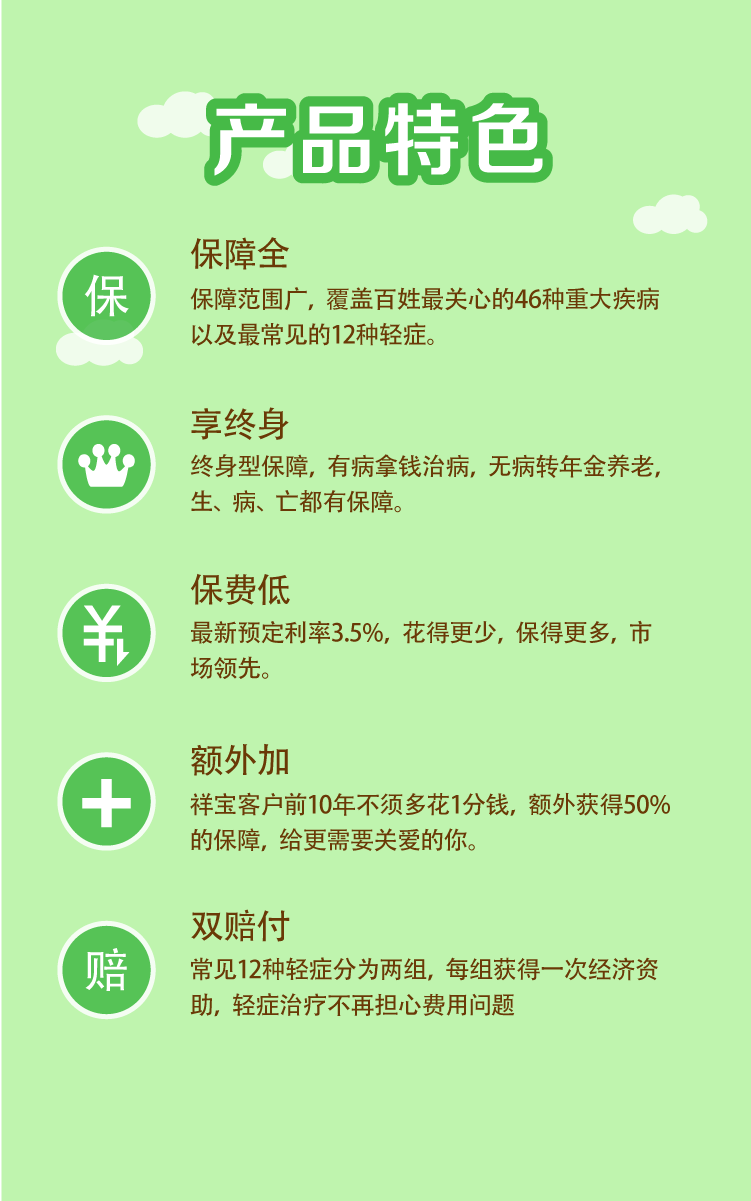 产品特色
保
保障全
保障范围广，覆盖百姓最关心的46种重大疾病
以及最常见的12种轻症。
享终身
终身型保障，有病拿钱治病，无病转年金养老，
生、病、亡都有保障。
¥
保费低
最新预定利率3.5%，花得更少，保得更多，市
场领先。
额外加
祥宝客户前10年不须多花1分钱，额外获得50%
的保障，给更需要关爱的你。
赔
双赔付
常见12种轻症分为两组，每组获得一次经济资
助，轻症治疗不再担心费用问题